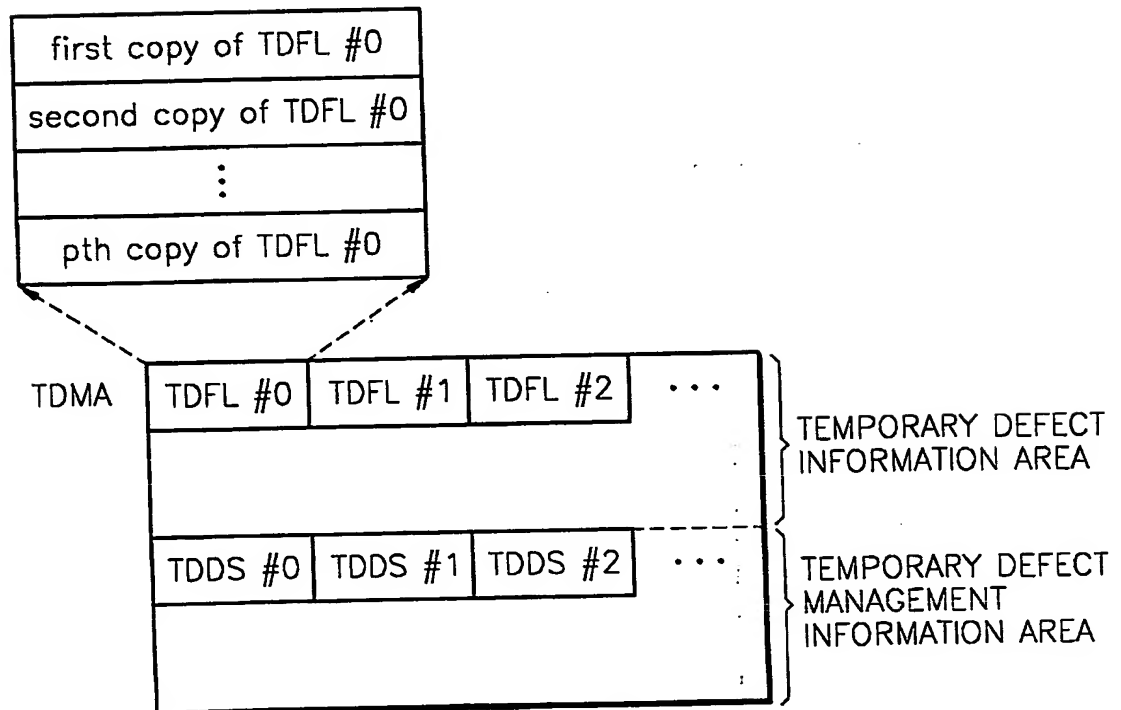 first copy of TDFL #0
second copy of TDFL #0
⋮
pth copy of TDFL #0
TDMA
TDFL #0
TDFL #1
TDFL #2
...
TEMPORARY DEFECT
INFORMATION AREA
TDDS #0
TDDS #1
TDDS #2
...
TEMPORARY DEFECT
MANAGEMENT
INFORMATION AREA